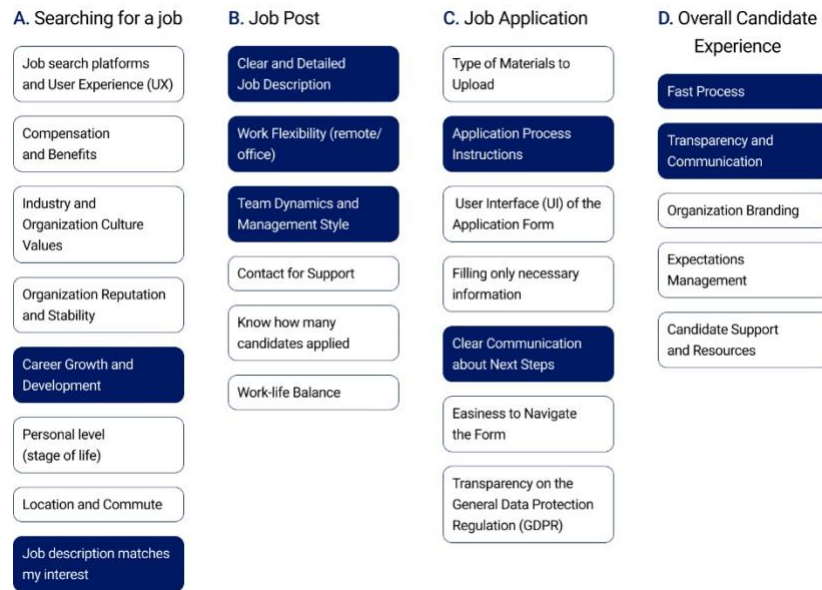 A. Searching for a job
Job search platforms
and User Experience (UX)
Compensation
and Benefits
Industry and
Organization Culture
Values
Organization Reputation
and Stability
Career Growth and
Development
Personal level
(stage of life)
Location and Commute
Job description matches
my interest
B. Job Post
Clear and Detailed
Job Description
Work Flexibility (remote/
office)
Team Dynamics and
Management Style
Contact for Support
Know how many
candidates applied
Work-life Balance
C. Job Application
Type of Materials to
Upload
Application Process
Instructions
User Interface (UI) of the
Application Form
Filling only necessary
information
Clear Communication
about Next Steps
Easiness to Navigate
the Form
Transparency on the
General Data Protection
Regulation (GDPR)
D. Overall Candidate
Experience
Fast Process
Transparency and
Communication
Organization Branding
Expectations
Management
Candidate Support
and Resources